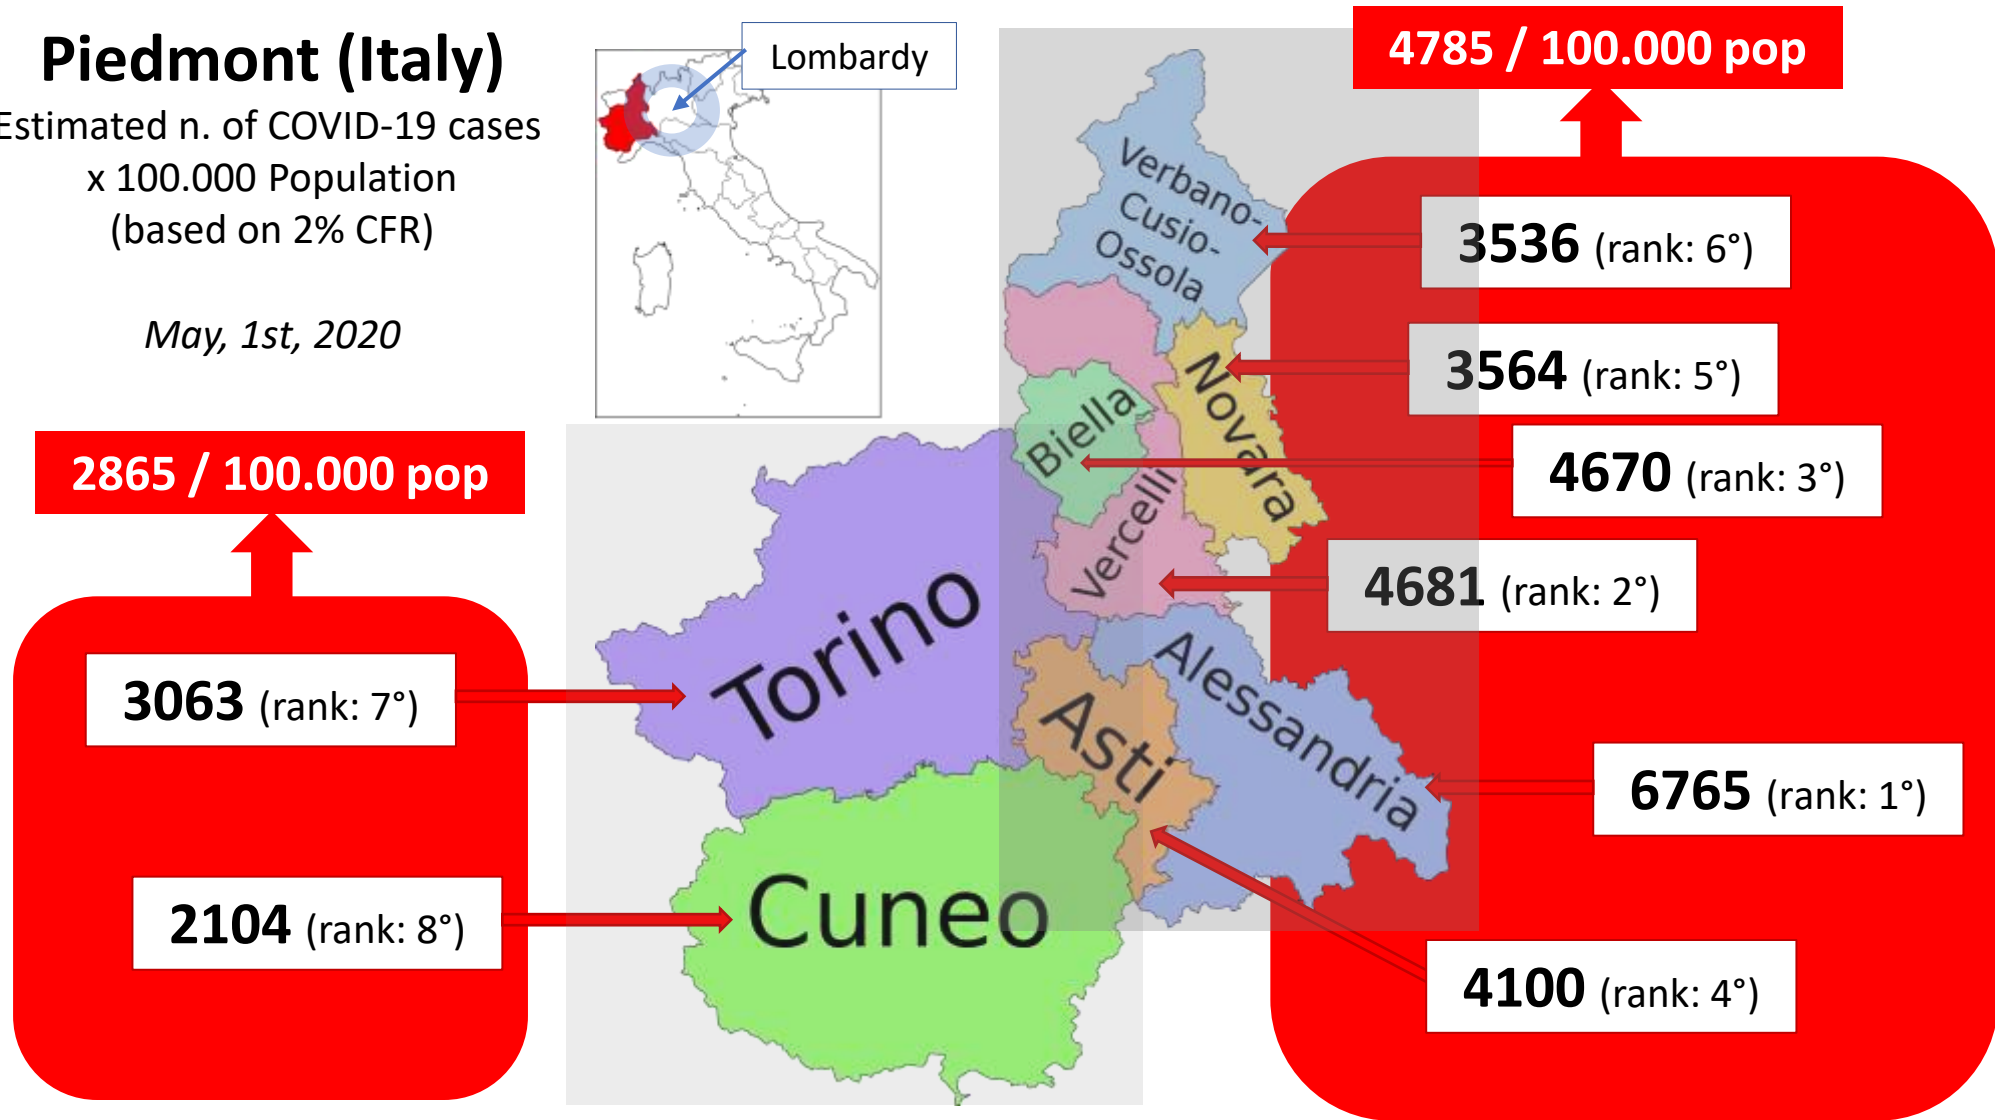 Piedmont (Italy)
Estimated n. of COVID-19 cases
x 100.000 Population
(based on 2% CFR)
May, 1st, 2020
Lombardy
4785 / 100.000 pop
2865 / 100.000 pop
3063 (rank: 7°)
2104 (rank: 8°)
Verbano-
Cusio-
Ossola
Biella
Novara
Vercelli
Torino
Asti
Alessandria
Cuneo
3536 (rank: 6°)
3564 (rank: 5°)
4670 (rank: 3°)
4681 (rank: 2°)
6765 (rank: 1°)
4100 (rank: 4°)